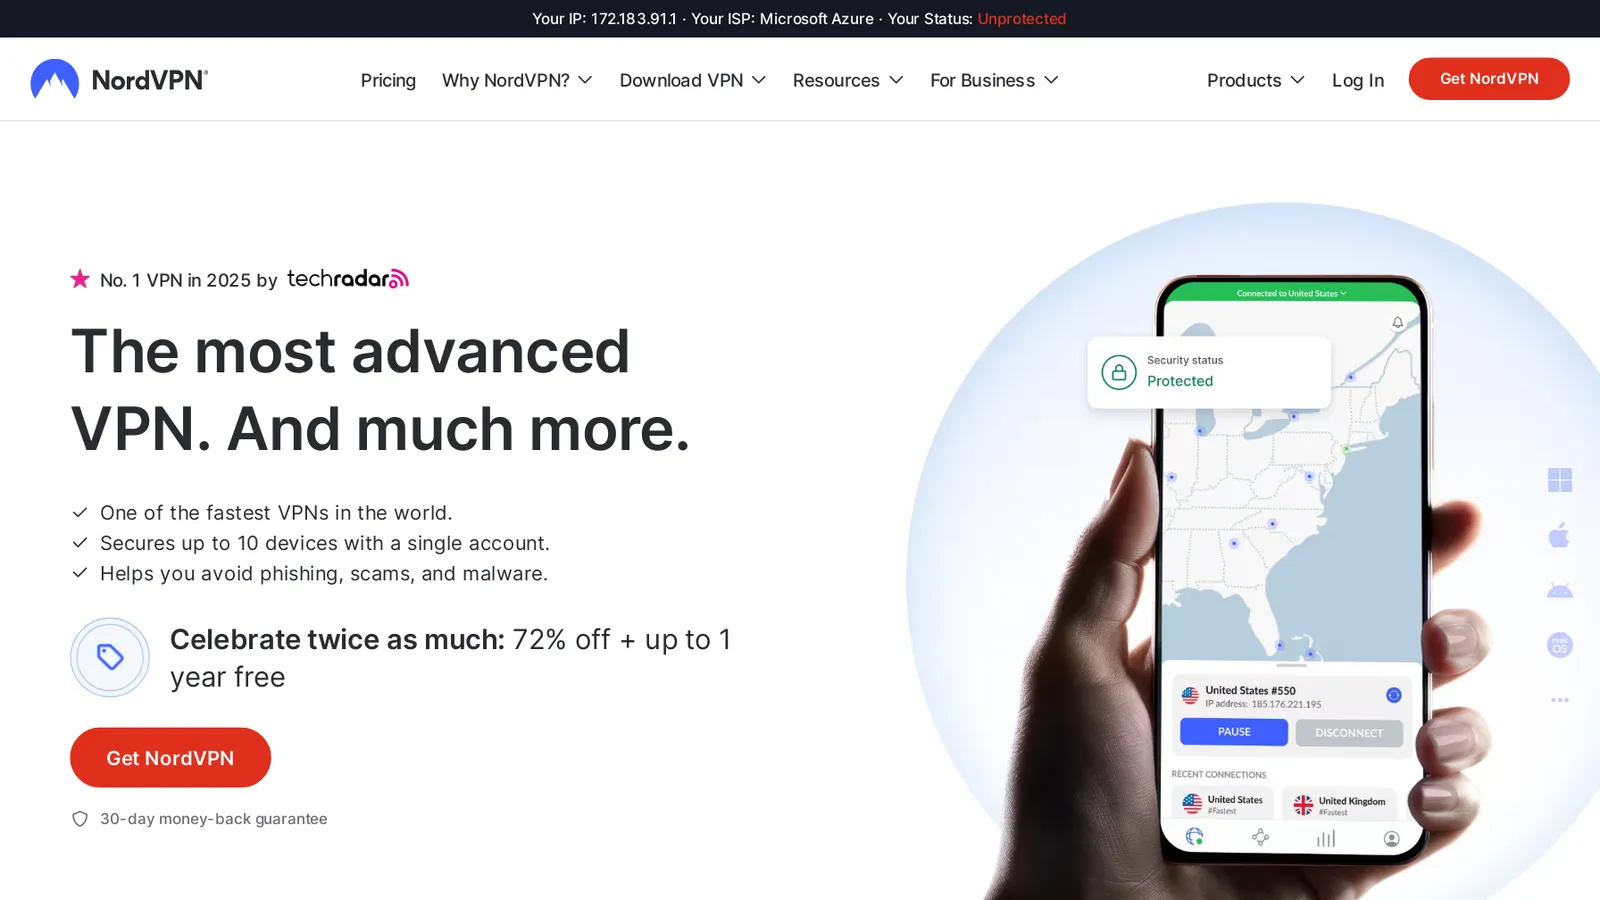 Your IP: 172.183.91.1 · Your ISP: Microsoft Azure · Your Status: Unprotected
NordVPN®
Pricing
Why NordVPN?
Download VPN
Resources
For Business
Products
Log In
Get NordVPN
No. 1 VPN in 2025 by techradar
The most advanced
VPN. And much more.
One of the fastest VPNs in the world.
Secures up to 10 devices with a single account.
Helps you avoid phishing, scams, and malware.
Celebrate twice as much: 72% off + up to 1
year free
Get NordVPN
30-day money-back guarantee
Connected to United States
Security status
Protected
United States #550
IP address: 185.176.221.195
PAUSE
DISCONNECT
RECENT CONNECTIONS
United States
#Fastest
United Kingdom
#Fastest
OS